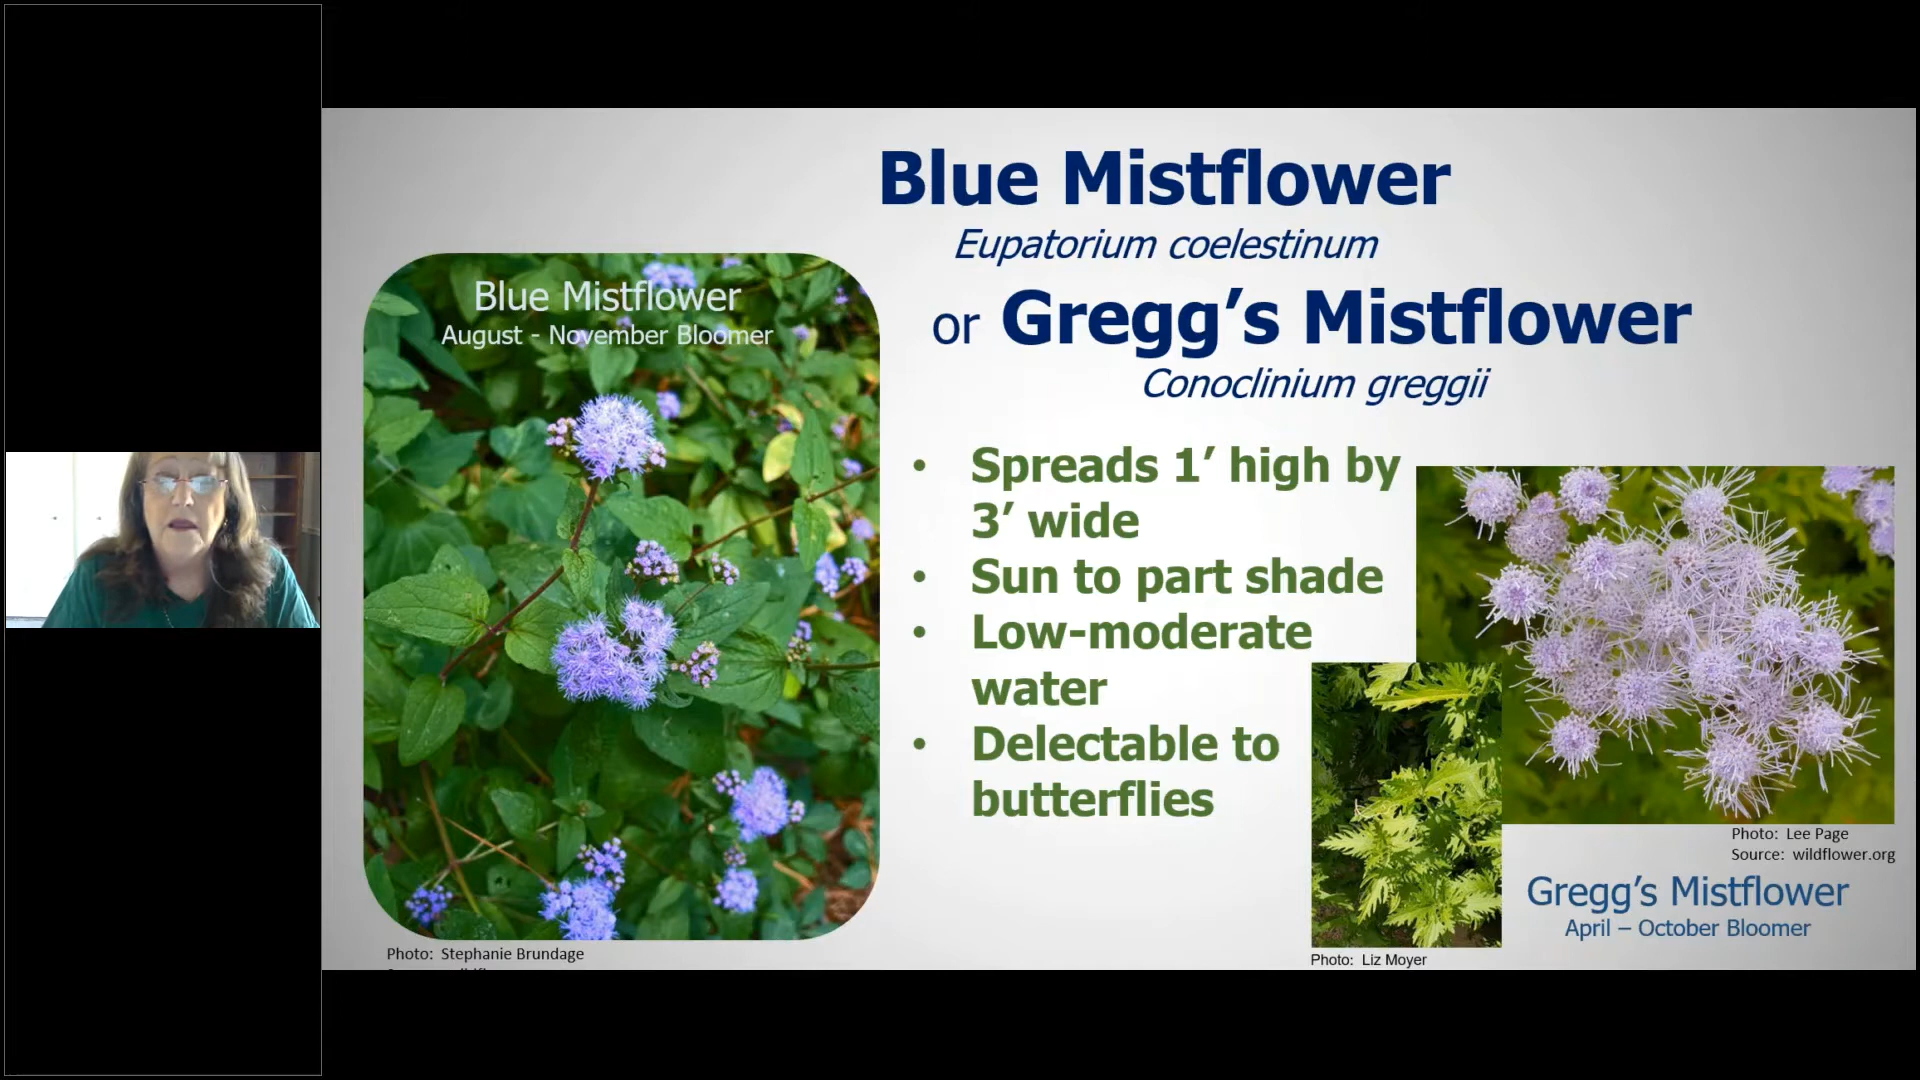 Blue Mistflower
Eupatorium coelestinum
or Gregg's Mistflower
Conoclinium greggii
Blue Mistflower
August - November Bloomer
• Spreads 1′ high by
3′ wide
• Sun to part shade
• Low-moderate
water
• Delectable to
butterflies
Photo: Lee Page
Source: wildflower.org
Gregg's Mistflower
April – October Bloomer
Photo: Stephanie Brundage
Photo: Liz Moyer